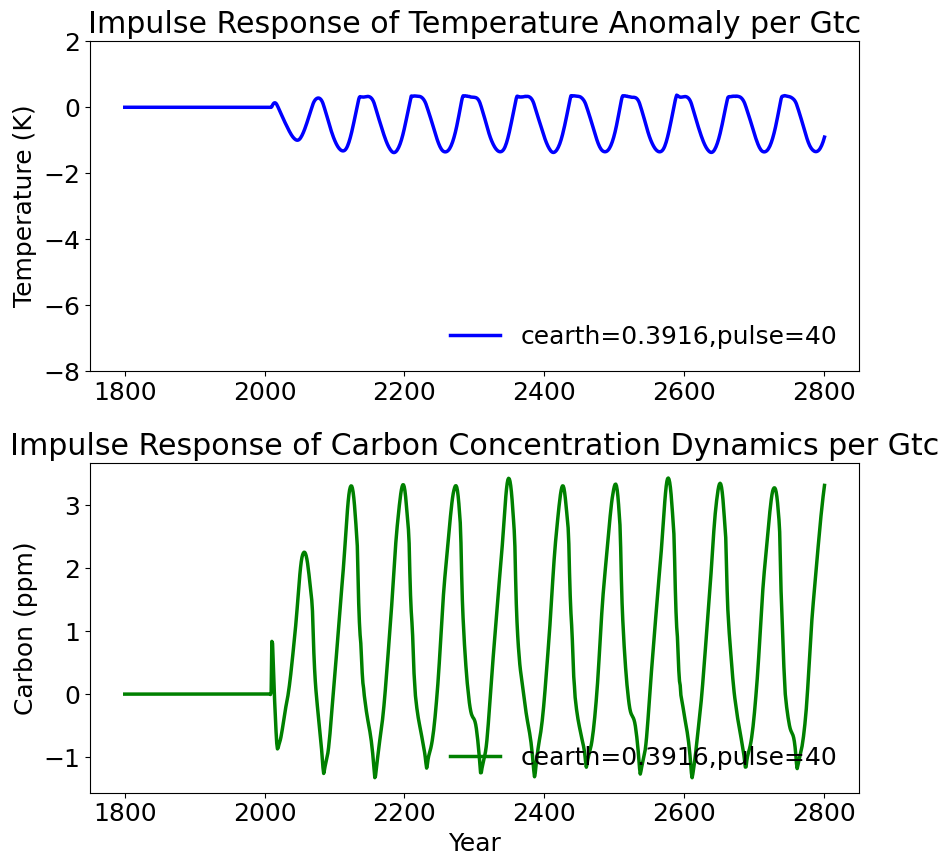 Impulse Response of Temperature Anomaly per Gtc
2
0
−2
−4
−6
−8
Temperature (K)
cearth=0.3916,pulse=40
1800 2000 2200 2400 2600 2800
Impulse Response of Carbon Concentration Dynamics per Gtc
3
2
1
0
−1
Carbon (ppm)
cearth=0.3916,pulse=40
1800 2000 2200 2400 2600 2800
Year